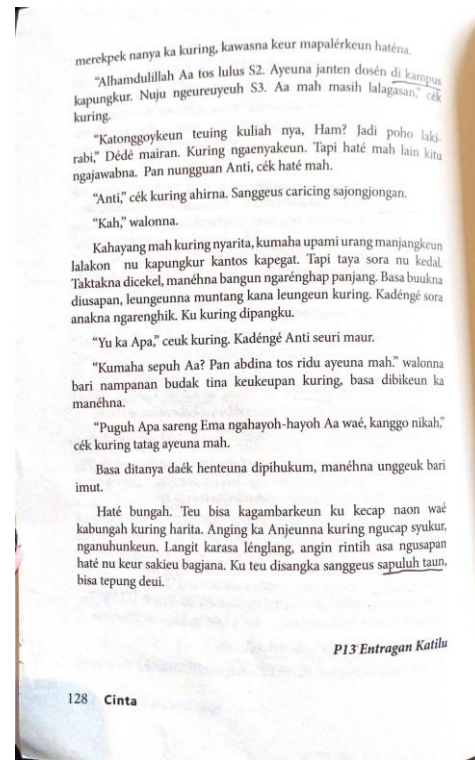 merekpek nanya ka kuring, kawasna keur mapalérkeun haténa.
“Alhamdulillah Aa tos lulus S2. Ayeuna janten dosén di kampus
kapungkur. Nuju ngeureuyeuh S3. Aa mah masih lalagasan,” cék
kuring.
“Katonggoykeun teuing kuliah nya, Ham? Jadi poho laki-
rabi,” Dédé mairan. Kuring ngaenyakeun. Tapi haté mah lain kitu
ngajawabna. Pan nungguan Anti, cék haté mah.
“Anti,” cék kuring ahirna. Sanggeus caricing sajongjongan.
“Kah,” walonna.
Kahayang mah kuring nyarita, kumaha upami urang manjangkeun
lalakon nu kapungkur kantos kapegat. Tapi taya sora nu kedal.
Taktakna dicekel, manéhna bangun ngarénghap panjang. Basa buukna
diusapan, leungeunna muntang kana leungeun kuring. Kadéngé sora
anakna ngarenghik. Ku kuring dipangku.
“Yu ka Apa,” ceuk kuring. Kadéngé Anti seuri maur.
“Kumaha sepuh Aa? Pan abdina tos ridu ayeuna mah.” walonna
bari nampanan budak tina keukeupan kuring, basa dibikeun ka
manéhna.
“Puguh Apa sareng Ema ngahayoh-hayoh Aa waé, kanggo nikah,”
cék kuring tatag ayeuna mah.
Basa ditanya daék henteuna dipihukum, manéhna unggeuk bari
imut.
Haté bungah. Teu bisa kagambarkeun ku kecap naon waé
kabungah kuring harita. Anging ka Anjeunna kuring ngucap syukur,
nganuhunkeun. Langit karasa lénglang, angin rintih asa ngusapan
haté nu keur sakieu bagjana. Ku teu disangka sanggeus sapuluh taun,
bisa tepung deui.
P13 Entragan Katilu
128 Cinta